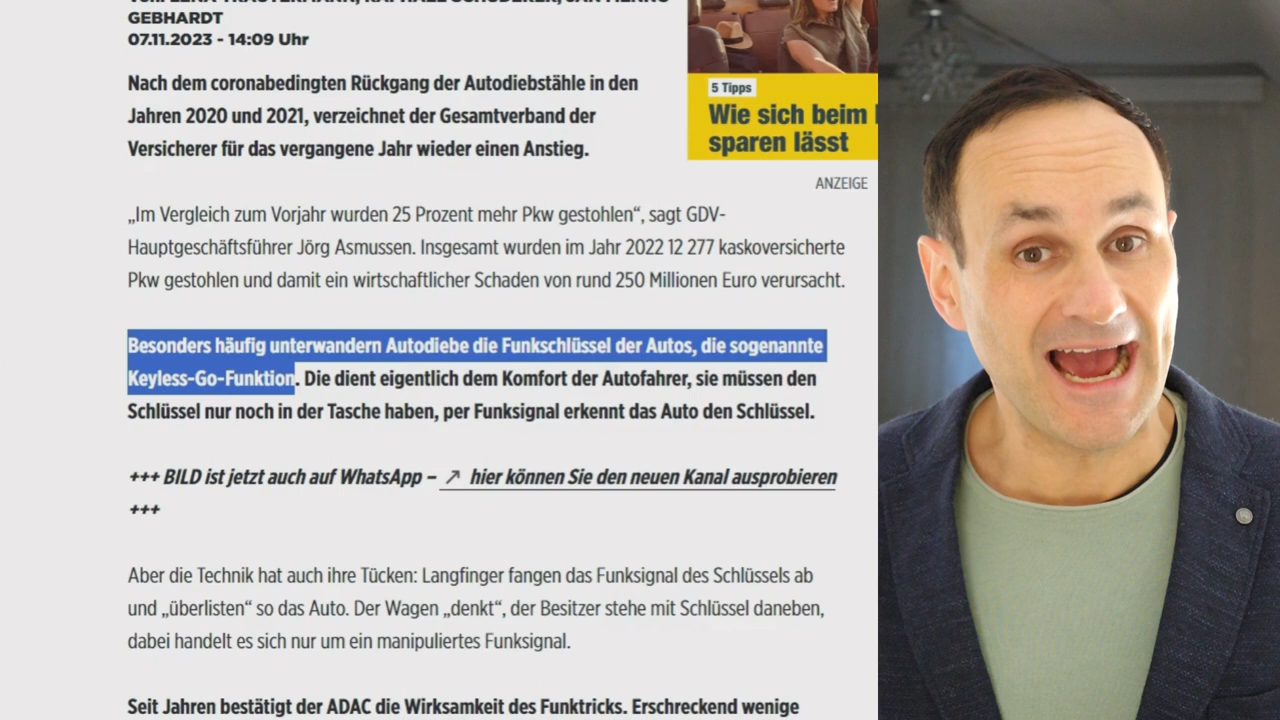 GEBHARDT
07.11.2023 - 14:09 Uhr
Nach dem coronabedingten Rückgang der Autodiebstähle in den
Jahren 2020 und 2021, verzeichnet der Gesamtverband der
Versicherer für das vergangene Jahr wieder einen Anstieg.
5 Tipps
Wie sich beim
sparen lässt
ANZEIGE
„Im Vergleich zum Vorjahr wurden 25 Prozent mehr Pkw gestohlen“, sagt GDV-
Hauptgeschäftsführer Jörg Asmussen. Insgesamt wurden im Jahr 2022 12 277 kaskoversicherte
Pkw gestohlen und damit ein wirtschaftlicher Schaden von rund 250 Millionen Euro verursacht.
Besonders häufig unterwandern Autodiebe die Funkschlüssel der Autos, die sogenannte
Keyless-Go-Funktion. Die dient eigentlich dem Komfort der Autofahrer, sie müssen den
Schlüssel nur noch in der Tasche haben, per Funksignal erkennt das Auto den Schlüssel.
+++ BILD ist jetzt auch auf WhatsApp – ↗ hier können Sie den neuen Kanal ausprobieren
+++
Aber die Technik hat auch ihre Tücken: Langfinger fangen das Funksignal des Schlüssels ab
und „überlisten“ so das Auto. Der Wagen „denkt“, der Besitzer stehe mit Schlüssel daneben,
dabei handelt es sich nur um ein manipuliertes Funksignal.
Seit Jahren bestätigt der ADAC die Wirksamkeit des Funktricks. Erschreckend wenige